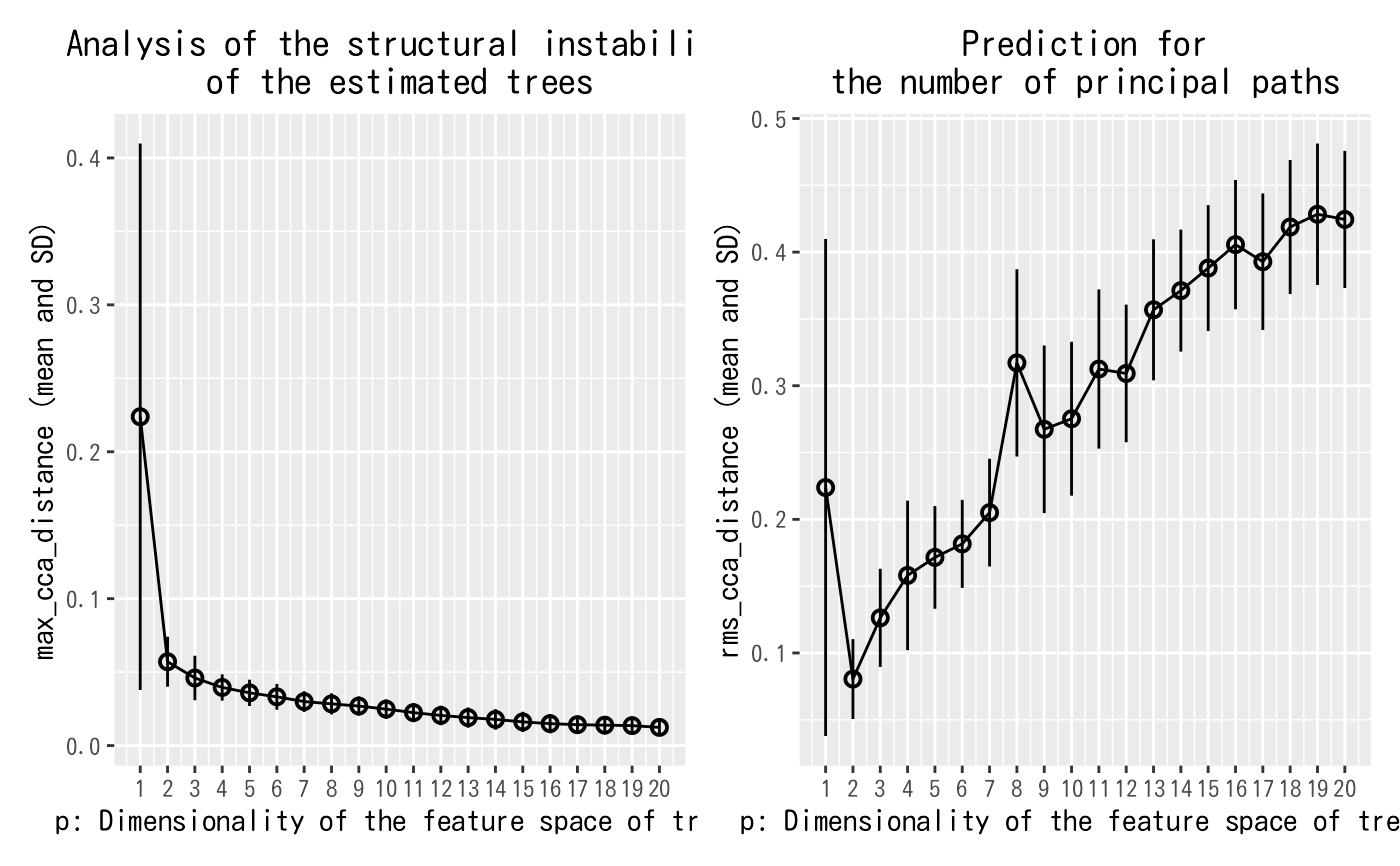 Analysis of the structural instabili
of the estimated trees
0.4
0.3
0.2
0.1
0.0
max_cca_distance (mean and SD)
1 2 3 4 5 6 7 8 9 10 11 12 13 14 15 16 17 18 19 20
p: Dimensionality of the feature space of tr
Prediction for
the number of principal paths
0.5
0.4
0.3
0.2
0.1
rms_cca_distance (mean and SD)
1 2 3 4 5 6 7 8 9 10 11 12 13 14 15 16 17 18 19 20
p: Dimensionality of the feature space of tre